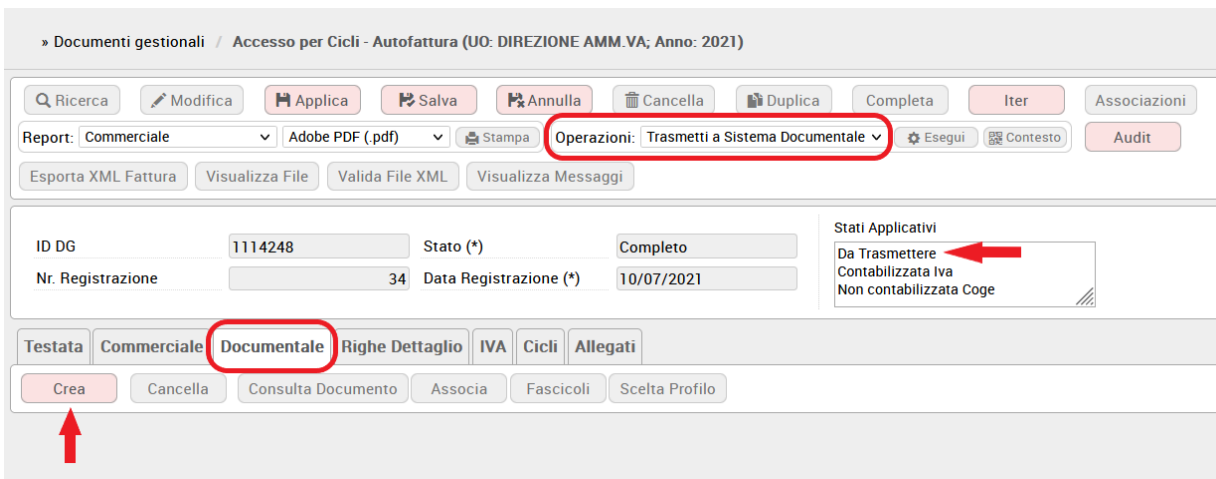 » Documenti gestionali / Accesso per Cicli - Autofattura (UO: DIREZIONE AMM.VA; Anno: 2021)
Ricerca Modifica Applica Salva Annulla Cancella Duplica Completa Iter Associazioni
Report: Commerciale Adobe PDF (.pdf) Stampa Operazioni: Trasmetti a Sistema Documentale Esegui Contesto Audit
Esporta XML Fattura Visualizza File Valida File XML Visualizza Messaggi
Stati Applicativi
ID DG 1114248 Stato (*) Completo Da Trasmettere
Contabilizzata Iva
Nr. Registrazione 34 Data Registrazione (*) 10/07/2021 Non contabilizzata Coge
Testata Commerciale Documentale Righe Dettaglio IVA Cicli Allegati
Crea Cancella Consulta Documento Associa Fascicoli Scelta Profilo